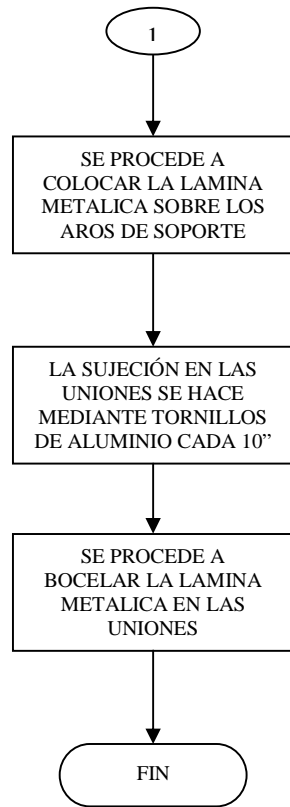 1
SE PROCEDE A
COLOCAR LA LAMINA
METALICA SOBRE LOS
AROS DE SOPORTE
LA SUJECIÓN EN LAS
UNIONES SE HACE
MEDIANTE TORNILLOS
DE ALUMINIO CADA 10”
SE PROCEDE A
BOCELAR LA LAMINA
METALICA EN LAS
UNIONES
FIN